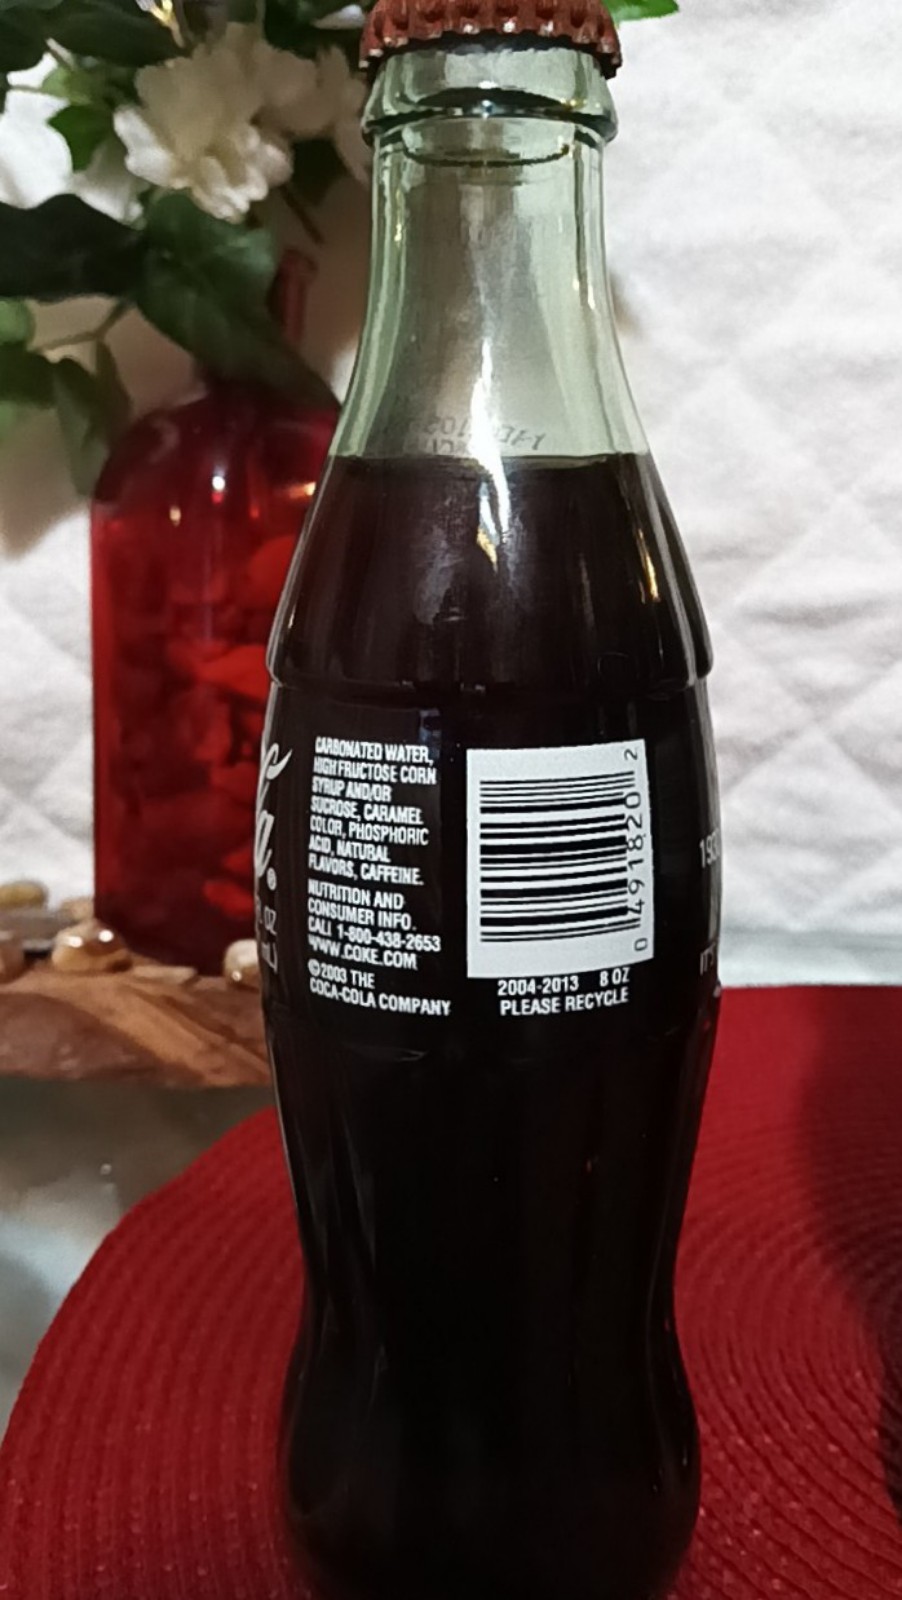 CARBONATED WATER,
HIGH FRUCTOSE CORN
SYRUP AND/OR
SUCROSE, CARAMEL
COLOR, PHOSPHORIC
ACID, NATURAL
FLAVORS, CAFFEINE.
NUTRITION AND
CONSUMER INFO.
CALL 1-800-438-2653
WWW.COKE.COM
©2003 THE
COCA-COLA COMPANY
0 491820 2
2004-2013 8 OZ
PLEASE RECYCLE